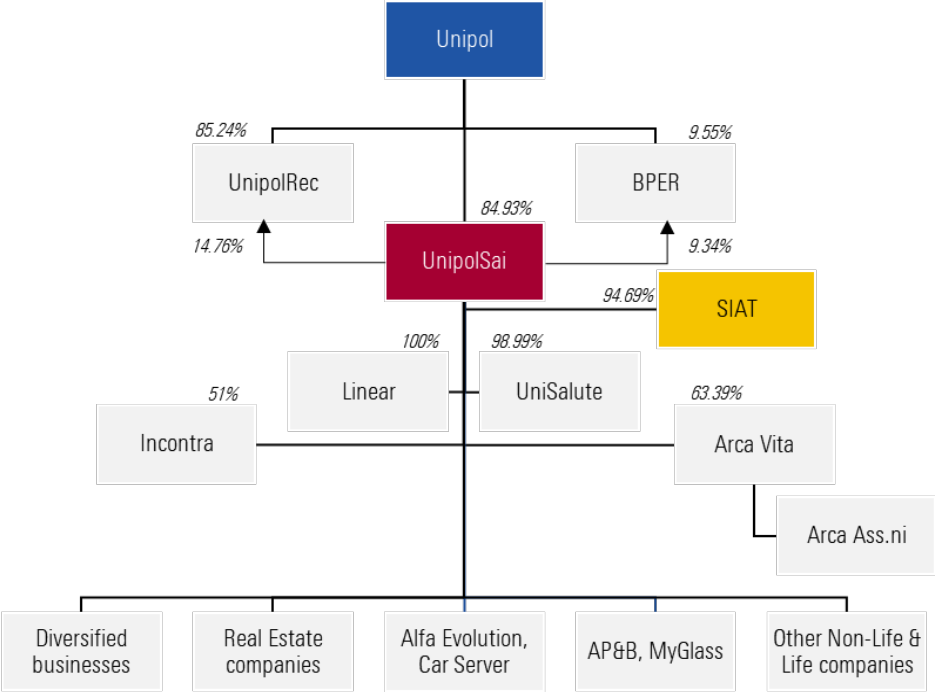 Unipol
85.24%
9.55%
UnipolRec
BPER
84.93%
14.76%
UnipolSai
9.34%
94.69%
SIAT
100%
98.99%
Linear
UniSalute
51%
63.39%
Incontra
Arca Vita
Arca Ass.ni
Diversified
businesses
Real Estate
companies
Alfa Evolution,
Car Server
AP&B, MyGlass
Other Non-Life &
Life companies